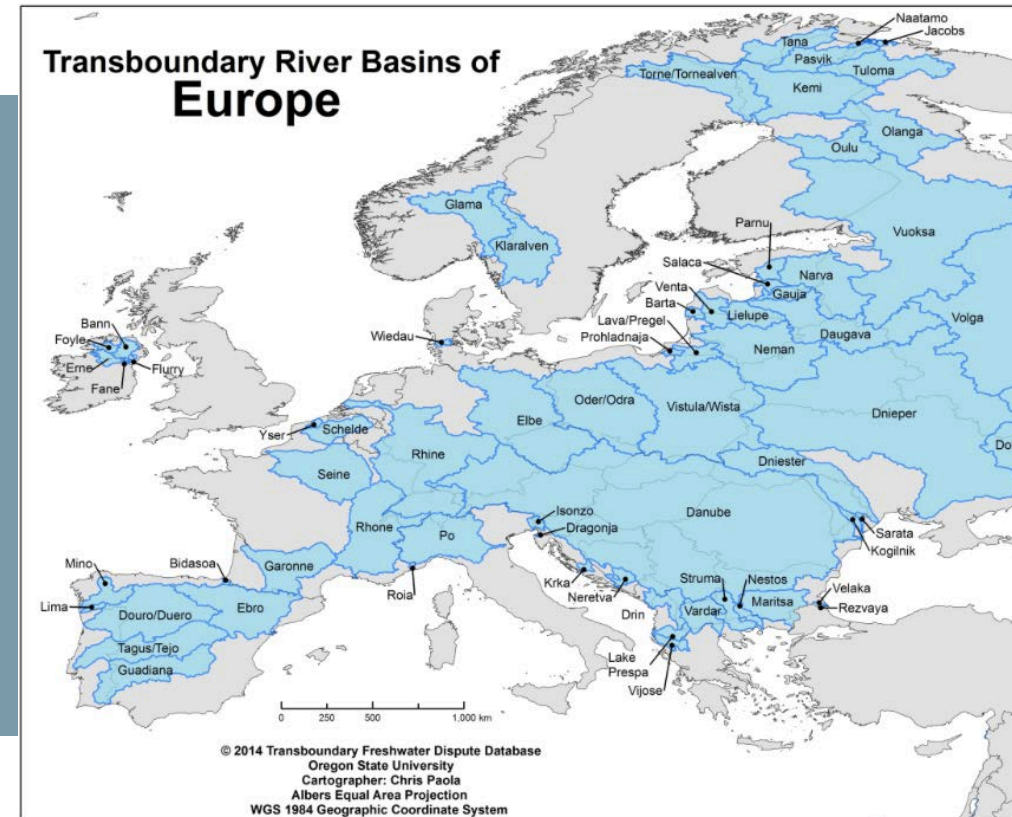 Transboundary River Basins of
Europe
Naatamo
Jacobs
Tana
Pasvik
Tuloma
Torne/Tornealven
Kemi
Olanga
Oulu
Glama
Klaralven
Vuoksa
Parnu
Salaca
Narva
Gauja
Venta
Barta
Lielupe
Lava/Pregel
Prohladnaja
Daugava
Volga
Neman
Wiedau
Bann
Foyle
Erne
Flurry
Fane
Yser
Schelde
Elbe
Oder/Odra
Vistula/Wista
Dnieper
Do
Rhine
Seine
Dniester
Danube
Isonzo
Dragonja
Rhone
Po
Sarata
Kogilnik
Mino
Bidasoa
Garonne
Roia
Krka
Neretva
Struma
Nestos
Velaka
Rezvaya
Lima
Douro/Duero
Ebro
Drin
Vardar
Maritsa
Tagus/Tejo
Guadiana
Lake
Prespa
Vijose
0 250 500 1,000 km
© 2014 Transboundary Freshwater Dispute Database
Oregon State University
Cartographer: Chris Paola
Albers Equal Area Projection
WGS 1984 Geographic Coordinate System